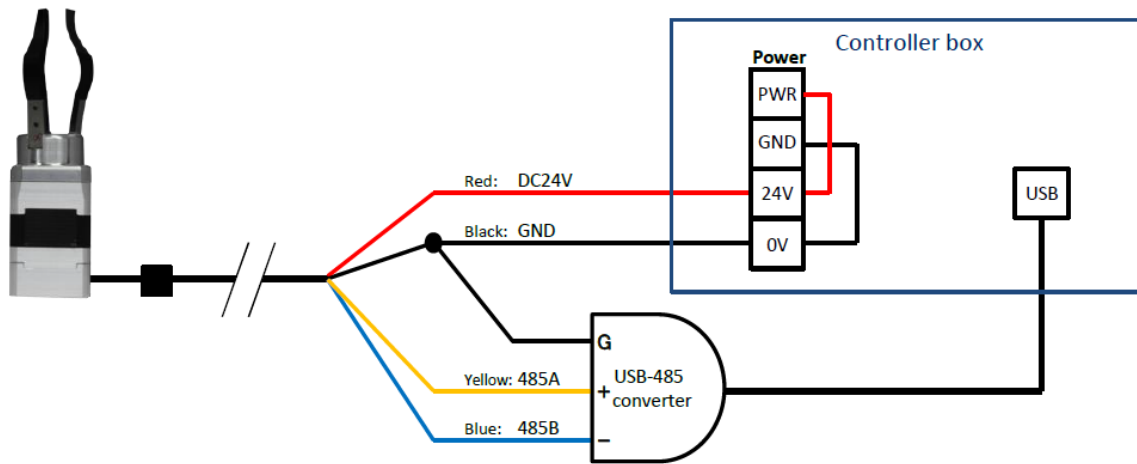 Controller box
Power
PWR
GND
Red: DC24V
24V
USB
Black: GND
0V
G
Yellow: 485A
+
USB-485
converter
Blue: 485B
−